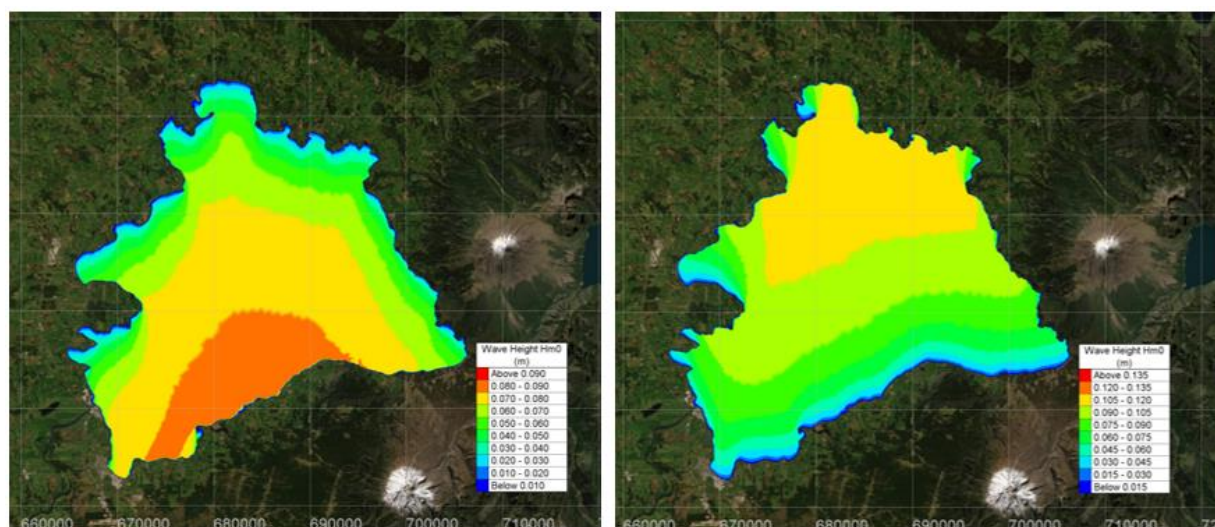 Wave Height Hm0
(m)
Above 0.090
0.080 - 0.090
0.070 - 0.080
0.060 - 0.070
0.050 - 0.060
0.040 - 0.050
0.030 - 0.040
0.020 - 0.030
0.010 - 0.020
Below 0.010
660000 670000 680000 690000 700000 710000
Wave Height Hm0
(m)
Above 0.135
0.120 - 0.135
0.105 - 0.120
0.090 - 0.105
0.075 - 0.090
0.060 - 0.075
0.045 - 0.060
0.030 - 0.045
0.015 - 0.030
Below 0.015
660000 670000 680000 690000 700000 710000